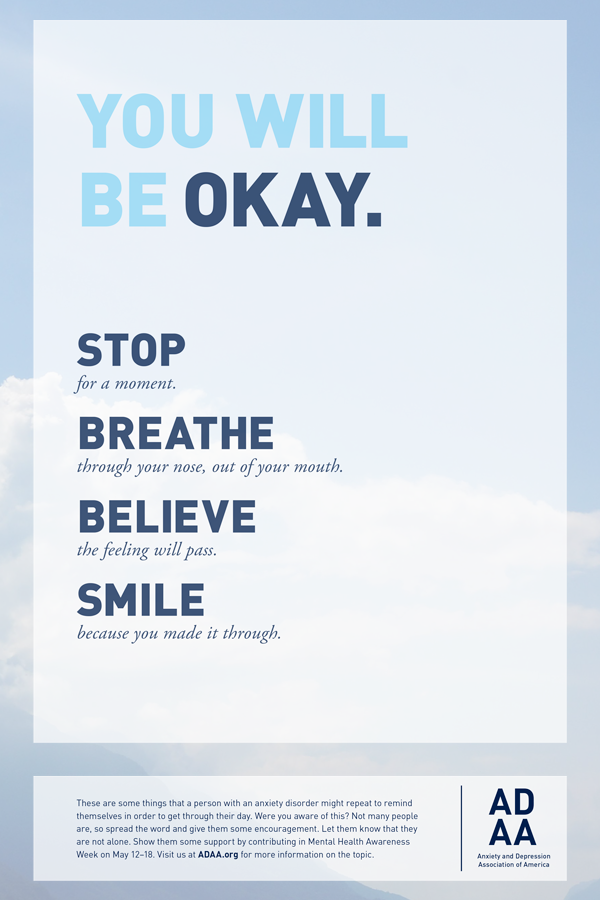 YOU WILL
BE OKAY.
STOP
for a moment.
BREATHE
through your nose, out of your mouth.
BELIEVE
the feeling will pass.
SMILE
because you made it through.
These are some things that a person with an anxiety disorder might repeat to remind
themselves in order to get through their day. Were you aware of this? Not many people
are, so spread the word and give them some encouragement. Let them know that they
are not alone. Show them some support by contributing in Mental Health Awareness
Week on May 12–18. Visit us at ADAA.org for more information on the topic.
AD
AA
Anxiety and Depression
Association of America